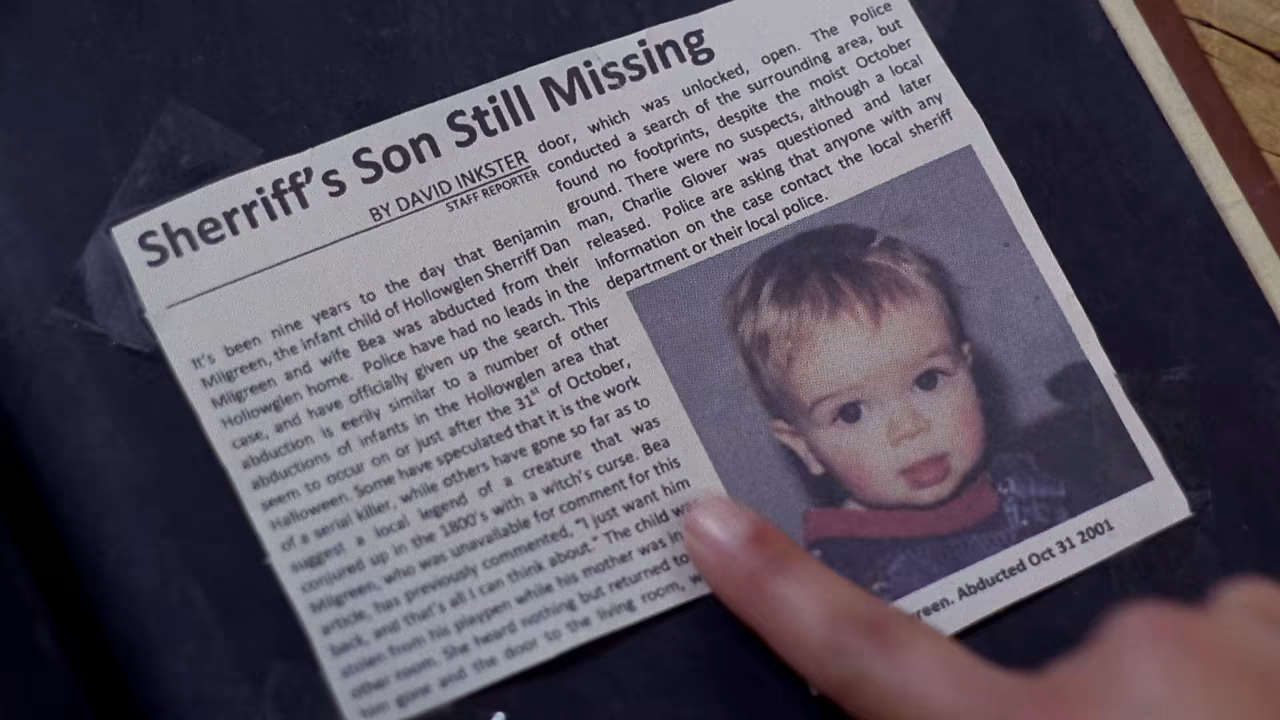 Sherriff's Son Still Missing
BY DAVID INKSTER
STAFF REPORTER
It's been nine years to the day that Benjamin
Milgreen, the infant child of Hollowglen Sherriff Dan
Milgreen and wife Bea was abducted from their
Hollowglen home. Police have had no leads in the
case, and have officially given up the search. This
abduction is eerily similar to a number of other
abductions of infants in the Hollowglen area that
seem to occur on or just after the 31st of October,
Halloween. Some have speculated that it is the work
of a serial killer, while others have gone so far as to
suggest a local legend of a creature that was
conjured up in the 1800's with a witch's curse. Bea
Milgreen, who was unavailable for comment for this
article, has previously commented, "I just want him
back, and that's all I can think about." The child
stolen from his playpen while his mother was in
other room. She heard nothing but returned to
him gone and the door to the living room,
door, which was unlocked, open. The Police
conducted a search of the surrounding area, but
found no footprints, despite the moist October
ground. There were no suspects, although a local
man, Charlie Glover was questioned and later
released. Police are asking that anyone with any
information on the case contact the local sheriff
department or their local police.
reen. Abducted Oct 31 2001